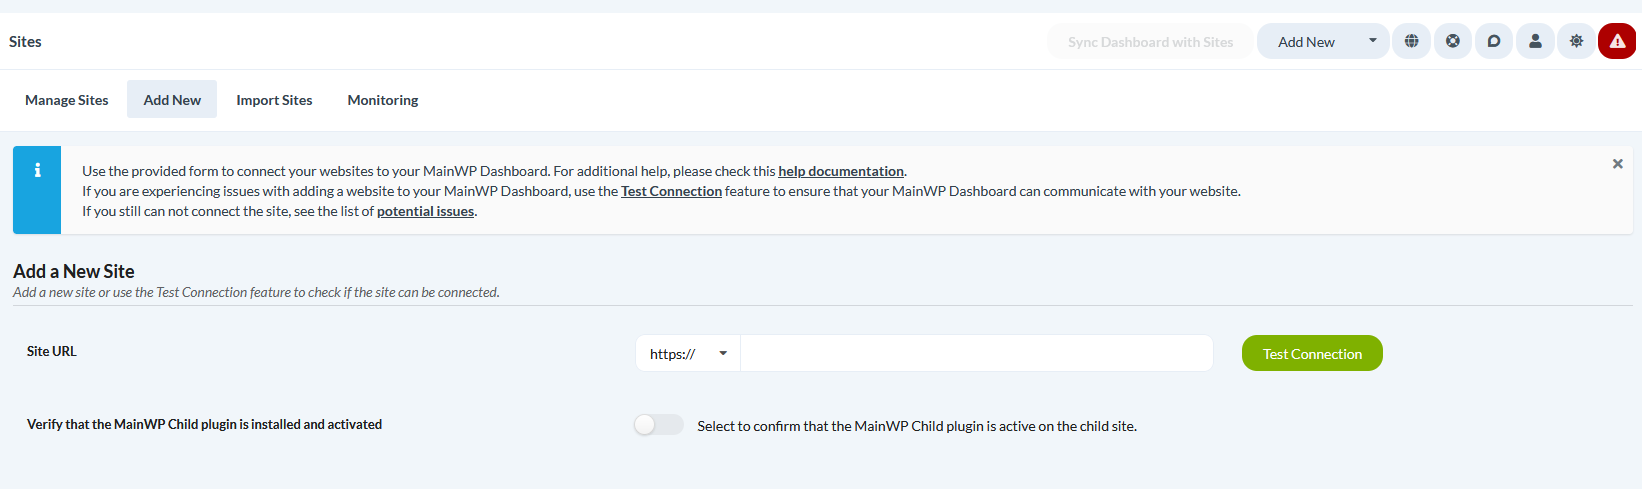 Sites
Sync Dashboard with Sites
Add New
Manage Sites
Add New
Import Sites
Monitoring
Use the provided form to connect your websites to your MainWP Dashboard. For additional help, please check this help documentation.
If you are experiencing issues with adding a website to your MainWP Dashboard, use the Test Connection feature to ensure that your MainWP Dashboard can communicate with your website.
If you still can not connect the site, see the list of potential issues.
Add a New Site
Add a new site or use the Test Connection feature to check if the site can be connected.
Site URL
https://
Test Connection
Verify that the MainWP Child plugin is installed and activated
Select to confirm that the MainWP Child plugin is active on the child site.